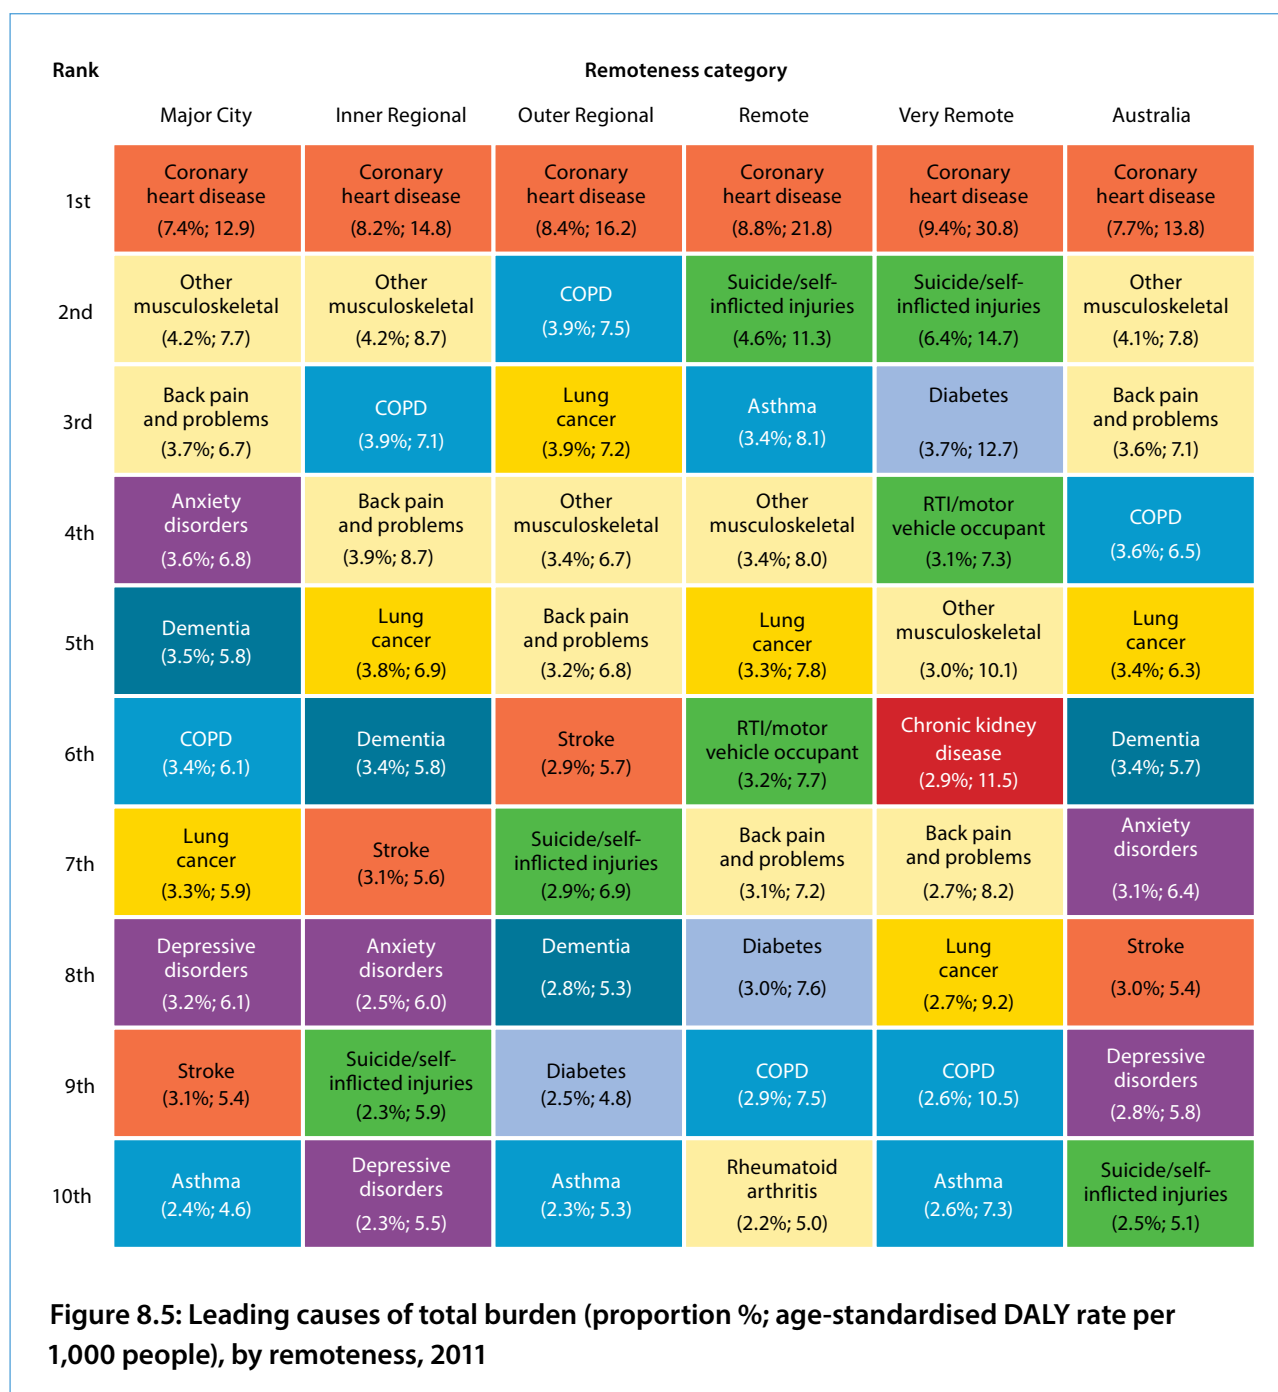 Rank
Remoteness category
Major City
Inner Regional
Outer Regional
Remote
Very Remote
Australia
1st
Coronary
heart disease
(7.4%; 12.9)
Coronary
heart disease
(8.2%; 14.8)
Coronary
heart disease
(8.4%; 16.2)
Coronary
heart disease
(8.8%; 21.8)
Coronary
heart disease
(9.4%; 30.8)
Coronary
heart disease
(7.7%; 13.8)
2nd
Other
musculoskeletal
(4.2%; 7.7)
Other
musculoskeletal
(4.2%; 8.7)
COPD
(3.9%; 7.5)
Suicide/self-
inflicted injuries
(4.6%; 11.3)
Suicide/self-
inflicted injuries
(6.4%; 14.7)
Other
musculoskeletal
(4.1%; 7.8)
3rd
Back pain
and problems
(3.7%; 6.7)
COPD
(3.9%; 7.1)
Lung
cancer
(3.9%; 7.2)
Asthma
(3.4%; 8.1)
Diabetes
(3.7%; 12.7)
Back pain
and problems
(3.6%; 7.1)
4th
Anxiety
disorders
(3.6%; 6.8)
Back pain
and problems
(3.9%; 8.7)
Other
musculoskeletal
(3.4%; 6.7)
Other
musculoskeletal
(3.4%; 8.0)
RTI/motor
vehicle occupant
(3.1%; 7.3)
COPD
(3.6%; 6.5)
5th
Dementia
(3.5%; 5.8)
Lung
cancer
(3.8%; 6.9)
Back pain
and problems
(3.2%; 6.8)
Lung
cancer
(3.3%; 7.8)
Other
musculoskeletal
(3.0%; 10.1)
Lung
cancer
(3.4%; 6.3)
6th
COPD
(3.4%; 6.1)
Dementia
(3.4%; 5.8)
Stroke
(2.9%; 5.7)
RTI/motor
vehicle occupant
(3.2%; 7.7)
Chronic kidney
disease
(2.9%; 11.5)
Dementia
(3.4%; 5.7)
7th
Lung
cancer
(3.3%; 5.9)
Stroke
(3.1%; 5.6)
Suicide/self-
inflicted injuries
(2.9%; 6.9)
Back pain
and problems
(3.1%; 7.2)
Back pain
and problems
(2.7%; 8.2)
Anxiety
disorders
(3.1%; 6.4)
8th
Depressive
disorders
(3.2%; 6.1)
Anxiety
disorders
(2.5%; 6.0)
Dementia
(2.8%; 5.3)
Diabetes
(3.0%; 7.6)
Lung
cancer
(2.7%; 9.2)
Stroke
(3.0%; 5.4)
9th
Stroke
(3.1%; 5.4)
Suicide/self-
inflicted injuries
(2.3%; 5.9)
Diabetes
(2.5%; 4.8)
COPD
(2.9%; 7.5)
COPD
(2.6%; 10.5)
Depressive
disorders
(2.8%; 5.8)
10th
Asthma
(2.4%; 4.6)
Depressive
disorders
(2.3%; 5.5)
Asthma
(2.3%; 5.3)
Rheumatoid
arthritis
(2.2%; 5.0)
Asthma
(2.6%; 7.3)
Suicide/self-
inflicted injuries
(2.5%; 5.1)
Figure 8.5: Leading causes of total burden (proportion %; age-standardised DALY rate per
1,000 people), by remoteness, 2011